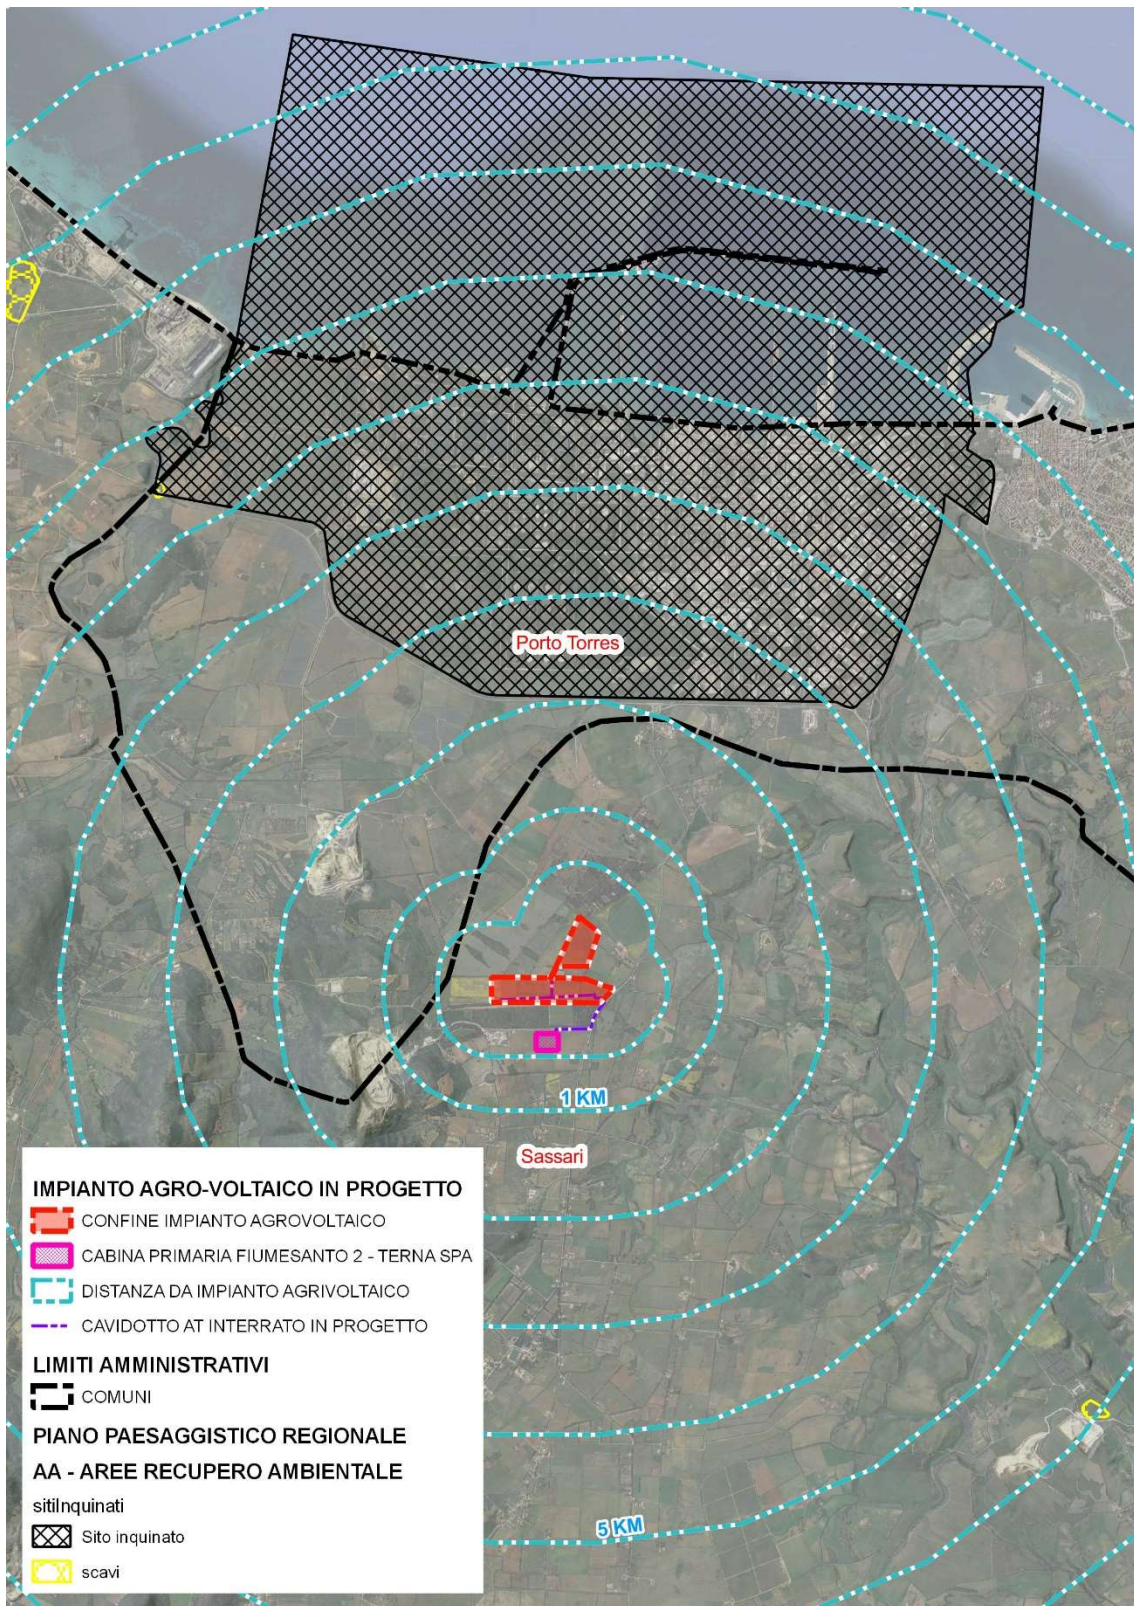 Porto Torres
1 KM
Sassari
5 KM
IMPIANTO AGRO-VOLTAICO IN PROGETTO
CONFINE IMPIANTO AGROVOLTAICO
CABINA PRIMARIA FIUMESANTO 2 - TERNA SPA
DISTANZA DA IMPIANTO AGRIVOLTAICO
CAVIDOTTO AT INTERRATO IN PROGETTO
LIMITI AMMINISTRATIVI
COMUNI
PIANO PAESAGGISTICO REGIONALE
AA - AREE RECUPERO AMBIENTALE
sitiInquinati
Sito inquinato
scavi